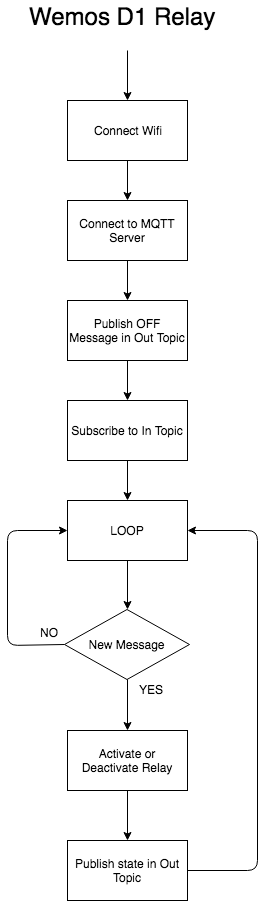 Wemos D1 Relay
Connect Wifi
Connect to MQTT
Server
Publish OFF
Message in Out Topic
Subscribe to In Topic
LOOP
NO
New Message
YES
Activate or
Deactivate Relay
Publish state in Out
Topic